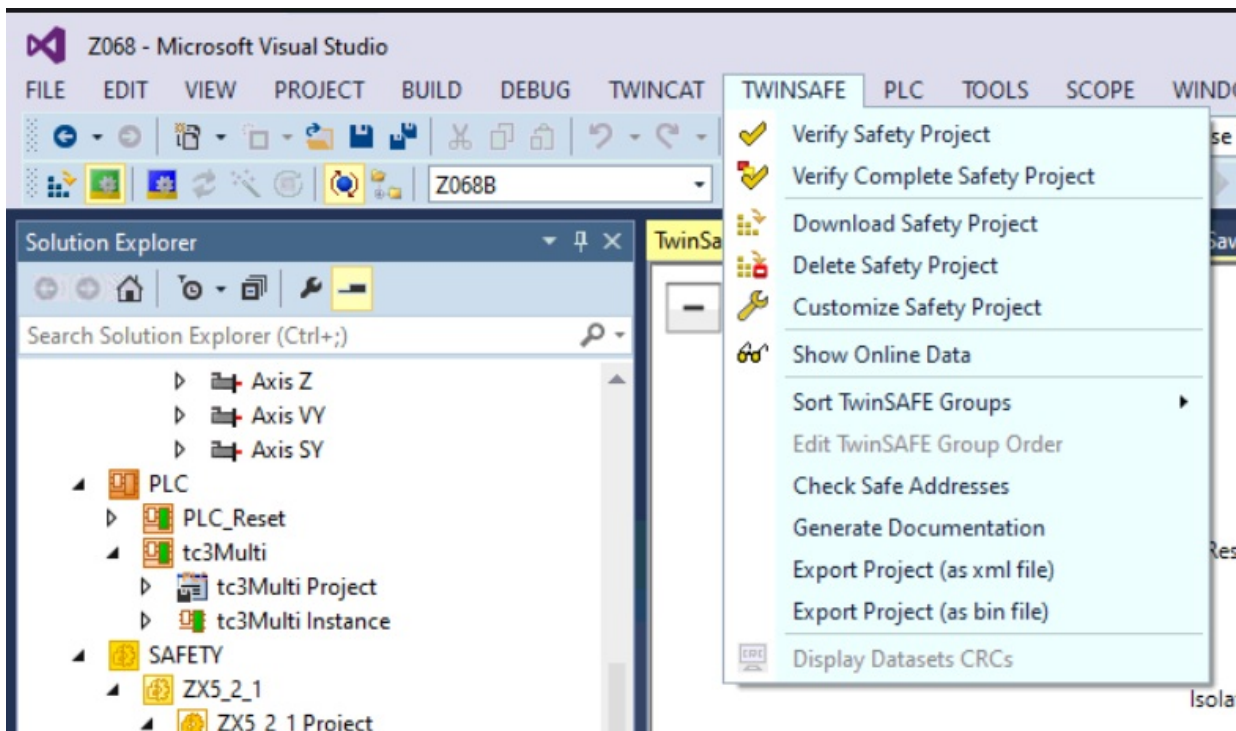 Z068 - Microsoft Visual Studio
FILE EDIT VIEW PROJECT BUILD DEBUG TWINCAT TWINSAFE PLC TOOLS SCOPE
Z068B
Solution Explorer
Search Solution Explorer (Ctrl+;)
Axis Z
Axis VY
Axis SY
PLC
PLC_Reset
tc3Multi
tc3Multi Project
tc3Multi Instance
SAFETY
ZX5_2_1
ZX5_2_1 Project
Verify Safety Project
Verify Complete Safety Project
Download Safety Project
Delete Safety Project
Customize Safety Project
Show Online Data
Sort TwinSAFE Groups
Edit TwinSAFE Group Order
Check Safe Addresses
Generate Documentation
Export Project (as xml file)
Export Project (as bin file)
CRC
Display Datasets CRCs